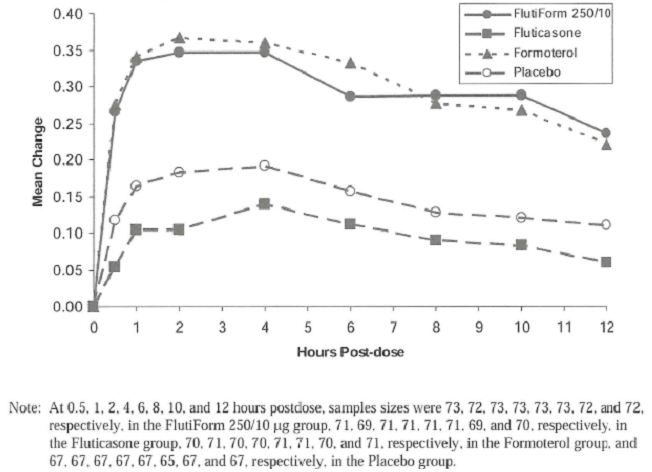 0.40
0.35
0.30
0.25
0.20
0.15
0.10
0.05
0.00
Mean Change
FlutiForm 250/10
Fluticasone
Formoterol
Placebo
0 1 2 3 4 5 6 7 8 9 10 11 12
Hours Post-dose
Note: At 0.5, 1, 2, 4, 6, 8, 10, and 12 hours postdose, samples sizes were 73, 72, 73, 73, 73, 73, 72, and 72,
respectively, in the FlutiForm 250/10 μg group, 71, 69, 71, 71, 71, 71, 69, and 70, respectively, in
the Fluticasone group, 70, 71, 70, 70, 71, 71, 70, and 71, respectively, in the Formoterol group, and
67, 67, 67, 67, 67, 65, 67, and 67, respectively, in the Placebo group.